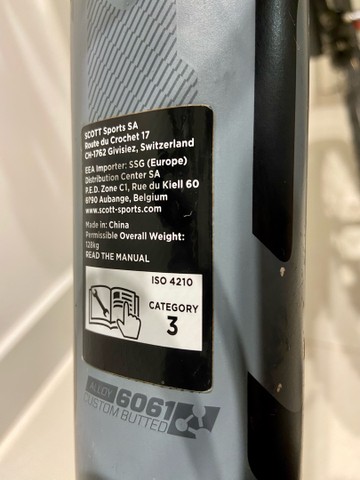 SCOTT Sports SA
Route du Crochet 17
CH-1762 Givisiez, Switzerland
EEA Importer: SSG (Europe)
Distribution Center SA
P.E.D. Zone C1, Rue du Kiell 60
6790 Aubange, Belgium
www.scott-sports.com
Made in: China
Permissible Overall Weight:
128kg
READ THE MANUAL
ISO 4210
CATEGORY
3
ALLOY 6061
CUSTOM BUTTED